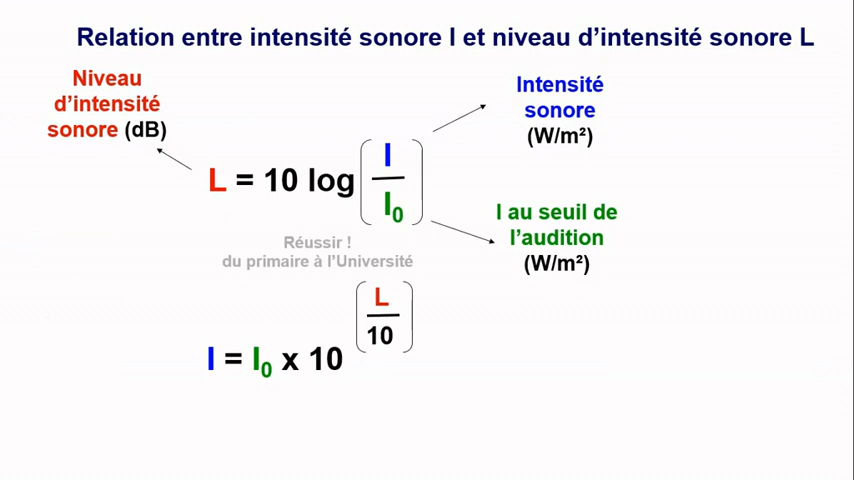 Relation entre intensité sonore I et niveau d'intensité sonore L
Niveau
d'intensité
sonore (dB)
Intensité
sonore
(W/m²)
L = 10 log(I/I₀)
I au seuil de
l'audition
(W/m²)
Réussir !
du primaire à l'Université
I = I₀ x 10^(L/10)